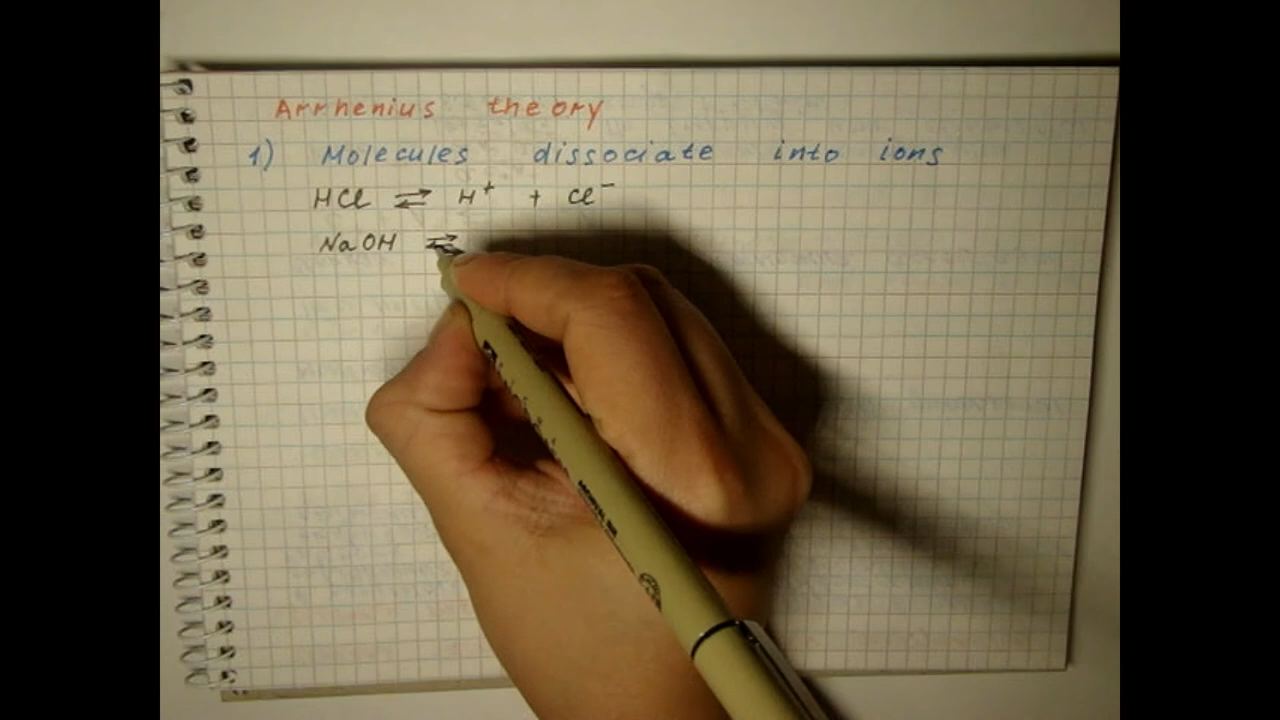 Arrhenius theory
1) Molecules dissociate into ions
HCl ⇄ H⁺ + Cl⁻
NaOH ⇄